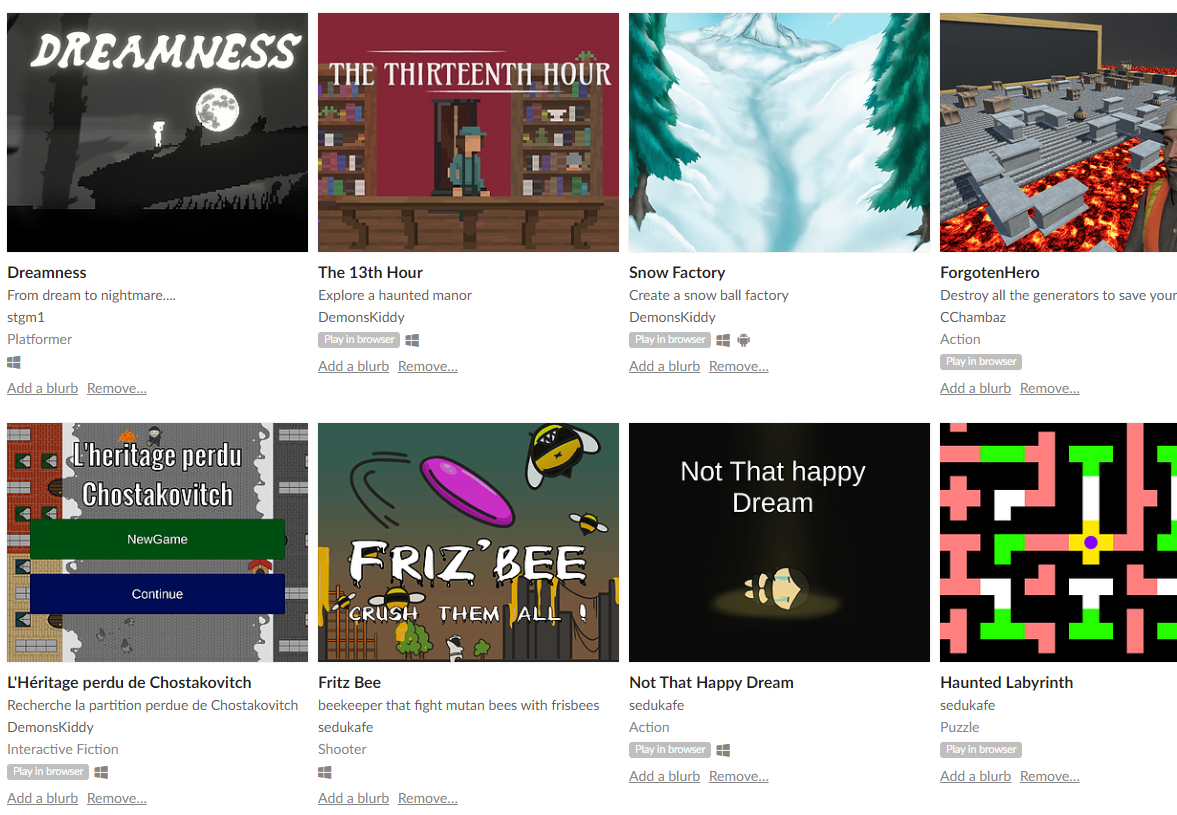 DREAMNESS
Dreamness
From dream to nightmare....
stgm1
Platformer
Add a blurb Remove...
THE THIRTEENTH HOUR
The 13th Hour
Explore a haunted manor
DemonsKiddy
Play in browser
Add a blurb Remove...
Snow Factory
Create a snow ball factory
DemonsKiddy
Play in browser
Add a blurb Remove...
ForgotenHero
Destroy all the generators to save your
CChambaz
Action
Play in browser
Add a blurb Remove...
L'heritage perdu
Chostakovitch
NewGame
Continue
L'Héritage perdu de Chostakovitch
Recherche la partition perdue de Chostakovitch
DemonsKiddy
Interactive Fiction
Play in browser
Add a blurb Remove...
FRIZ'BEE
CRUSH THEM ALL !
Fritz Bee
beekeeper that fight mutan bees with frisbees
sedukafe
Shooter
Add a blurb Remove...
Not That happy
Dream
Not That Happy Dream
sedukafe
Action
Play in browser
Add a blurb Remove...
Haunted Labyrinth
sedukafe
Puzzle
Play in browser
Add a blurb Remove...